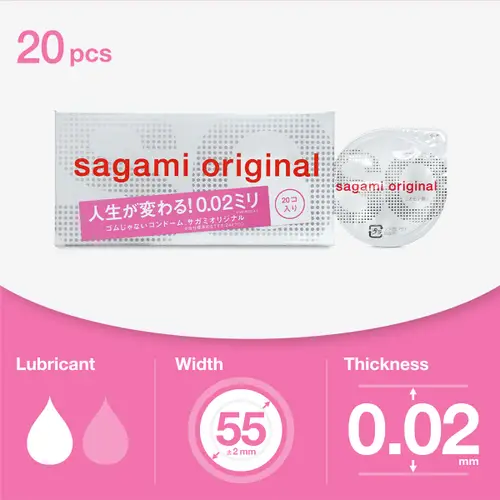 20 pcs
sagami original
人生が変わる!0.02ミリ
ゴムじゃないコンドーム、サガミオリジナル
20コ
入り
sagami original
Lubricant
Width
Thickness
55
±2 mm
0.02
mm